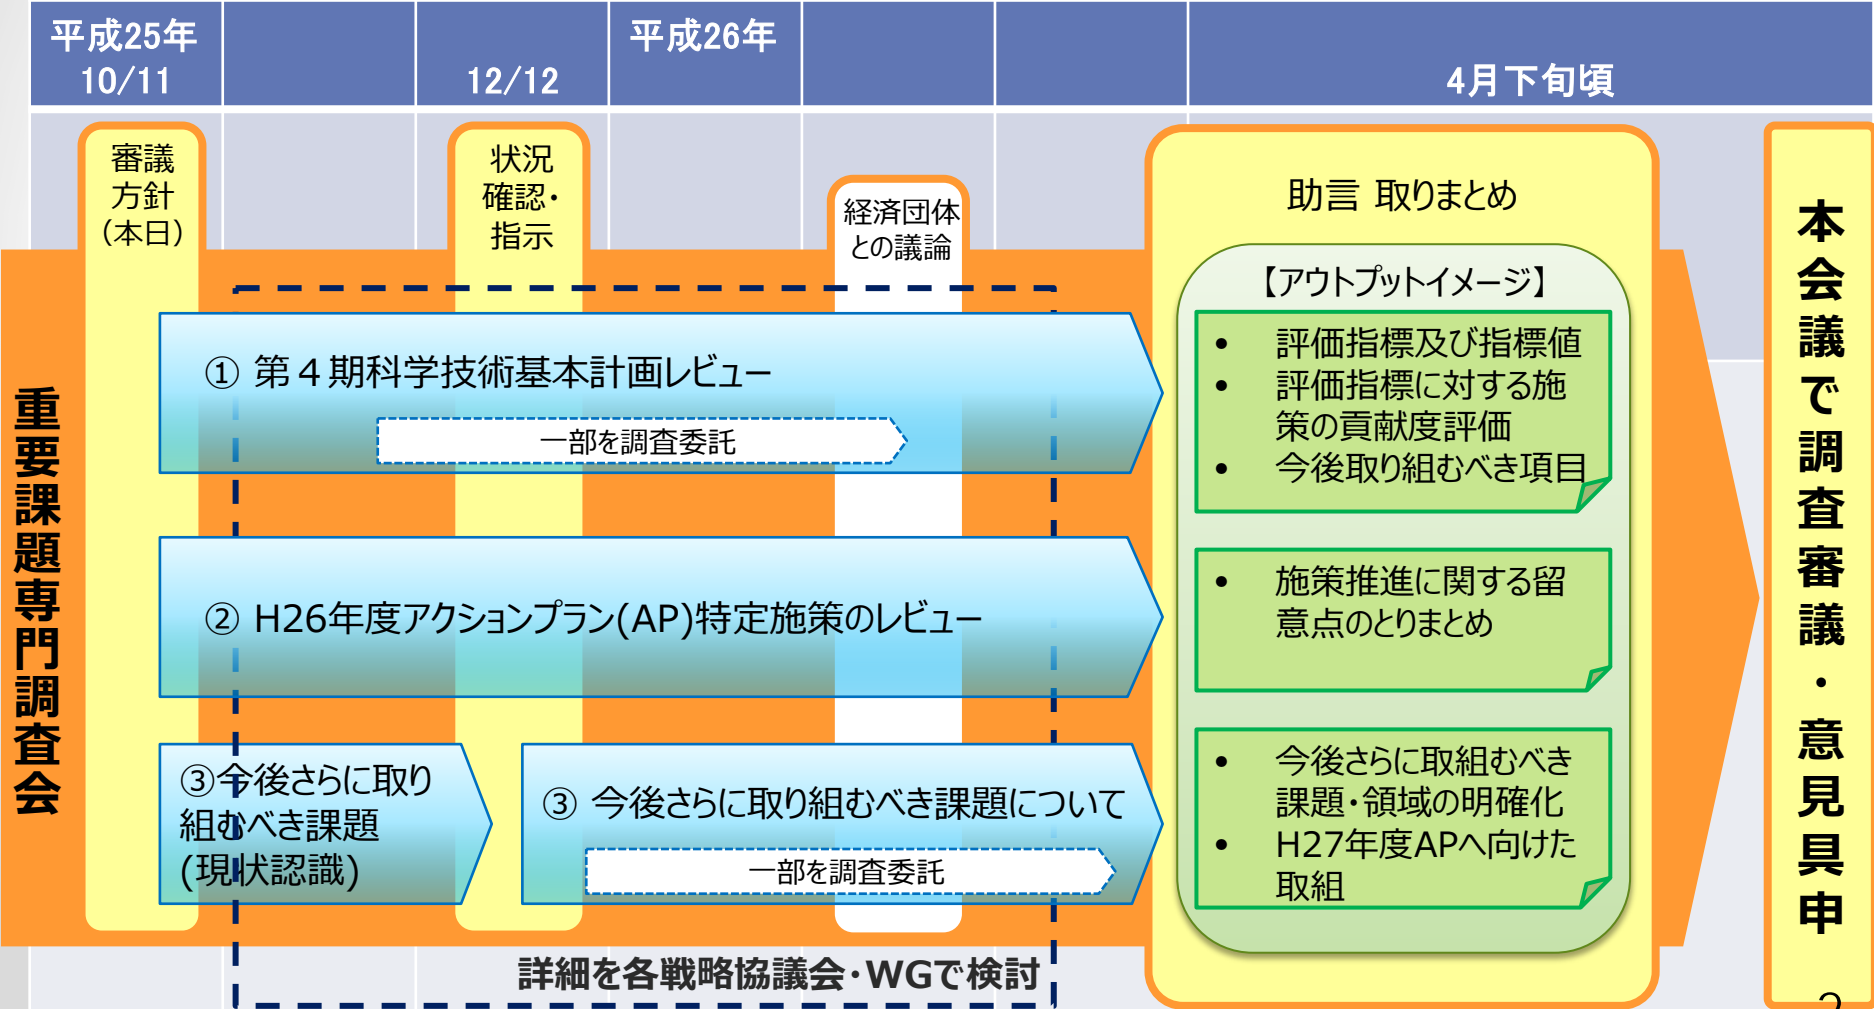 平成25年
10/11
12/12
平成26年
4月下旬頃
審議
方針
(本日)
状況
確認・
指示
経済団体
との議論
助言 取りまとめ
本会議で調査審議・意見具申
重要課題専門調査会
① 第４期科学技術基本計画レビュー
一部を調査委託
② H26年度アクションプラン(AP)特定施策のレビュー
③今後さらに取り
組むべき課題
(現状認識)
③ 今後さらに取り組むべき課題について
一部を調査委託
詳細を各戦略協議会・WGで検討
【アウトプットイメージ】
• 評価指標及び指標値
• 評価指標に対する施
策の貢献度評価
• 今後取り組むべき項目
• 施策推進に関する留
意点のとりまとめ
• 今後さらに取組むべき
課題・領域の明確化
• H27年度APへ向けた
取組